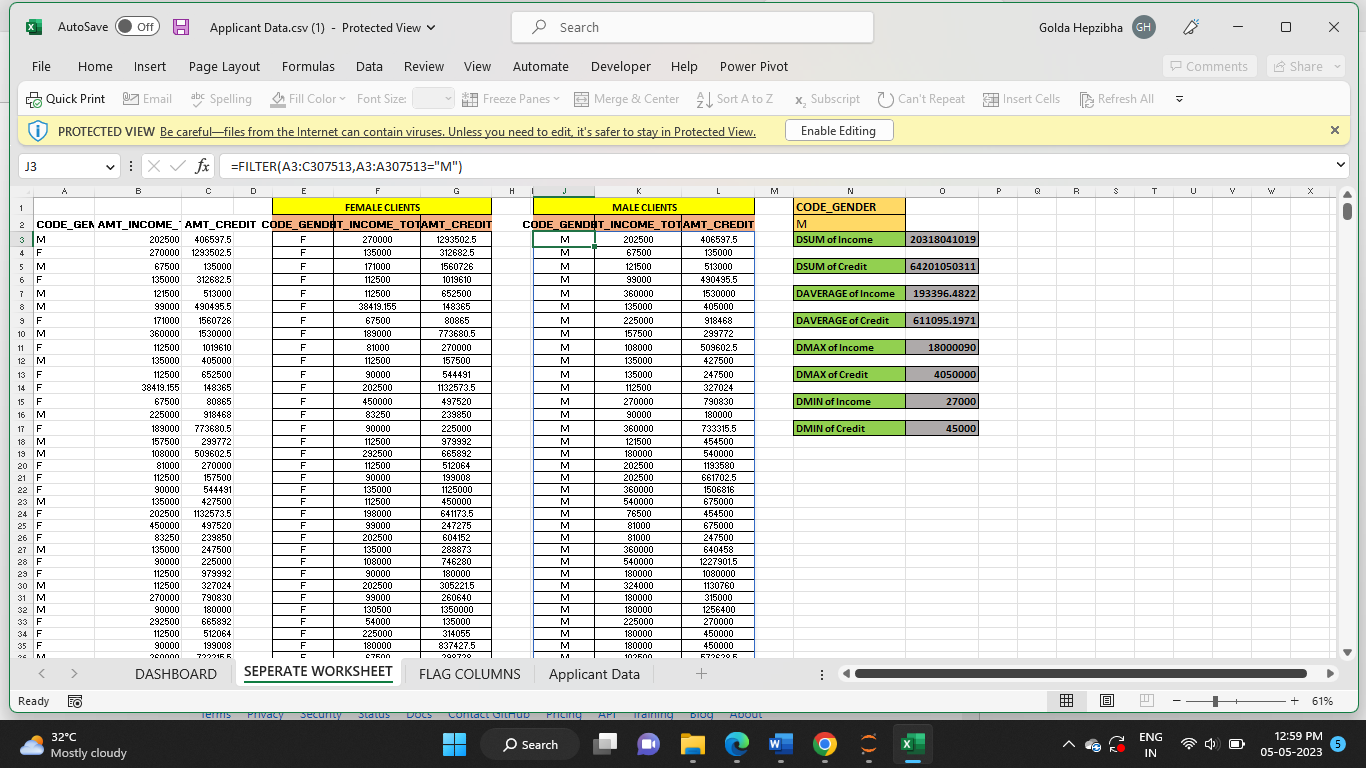 AutoSave Off Applicant Data.csv (1) - Protected View Search Golda Hepzibha GH
File Home Insert Page Layout Formulas Data Review View Automate Developer Help Power Pivot Comments Share
Quick Print Email Spelling Fill Color Font Size: Freeze Panes Merge & Center Sort A to Z Subscript Can't Repeat Insert Cells Refresh All
PROTECTED VIEW Be careful—files from the Internet can contain viruses. Unless you need to edit, it's safer to stay in Protected View. Enable Editing
J3 fx =FILTER(A3:C307513,A3:A307513="M")
A B C D E F G H I J K L M N O P Q R S T U V W X
1 FEMALE CLIENTS MALE CLIENTS CODE_GENDER
2 CODE_GEN AMT_INCOME_ AMT_CREDIT CODE_GENDE T_INCOME_TOT AMT_CREDIT CODE_GENDE T_INCOME_TOT AMT_CREDIT M
3 M 202500 406597.5 F 270000 1293502.5 M 202500 406597.5 DSUM of Income 20318041019
4 F 270000 1293502.5 F 135000 312682.5 M 67500 135000
5 M 67500 135000 F 171000 1560726 M 121500 513000 DSUM of Credit 64201050311
6 F 135000 312682.5 F 112500 1019610 M 99000 490495.5
7 M 121500 513000 F 112500 652500 M 360000 1530000 DAVERAGE of Income 193396.4822
8 M 99000 490495.5 F 38419.155 148365 M 135000 405000
9 F 171000 1560726 F 67500 80865 M 225000 918468 DAVERAGE of Credit 611095.1971
10 M 360000 1530000 F 189000 773680.5 M 157500 299772
11 F 112500 1019610 F 81000 270000 M 108000 509602.5 DMAX of Income 18000090
12 M 135000 405000 F 112500 157500 M 135000 427500
13 F 112500 652500 F 90000 544491 M 135000 247500 DMAX of Credit 4050000
14 F 38419.155 148365 F 202500 1132573.5 M 112500 327024
15 F 67500 80865 F 450000 497520 M 270000 790830 DMIN of Income 27000
16 M 225000 918468 F 83250 239850 M 90000 180000
17 F 189000 773680.5 F 90000 225000 M 360000 733315.5 DMIN of Credit 45000
18 M 157500 299772 F 112500 979992 M 121500 454500
19 M 108000 509602.5 F 292500 665892 M 180000 540000
20 F 81000 270000 F 112500 512064 M 202500 1193580
21 F 112500 157500 F 90000 199008 M 202500 661702.5
22 F 90000 544491 F 135000 1125000 M 360000 1506816
23 M 135000 427500 F 112500 450000 M 540000 675000
24 F 202500 1132573.5 F 198000 641173.5 M 76500 454500
25 F 450000 497520 F 99000 247275 M 81000 675000
26 F 83250 239850 F 202500 604152 M 81000 247500
27 M 135000 247500 F 135000 288873 M 360000 640458
28 F 90000 225000 F 108000 746280 M 540000 1227901.5
29 F 112500 979992 F 90000 180000 M 180000 1080000
30 M 112500 327024 F 202500 305221.5 M 324000 1130760
31 M 270000 790830 F 99000 260640 M 180000 315000
32 M 90000 180000 F 130500 1350000 M 180000 1256400
33 F 292500 665892 F 54000 135000 M 225000 270000
34 F 112500 512064 F 225000 314055 M 180000 450000
35 F 90000 199008 F 180000 837427.5 M 180000 450000
DASHBOARD SEPERATE WORKSHEET FLAG COLUMNS Applicant Data
Ready 61%
Terms Privacy Security Status Docs Contact GitHub Pricing API Training Blog About
32°C
Mostly cloudy
Search
ENG
IN
12:59 PM
05-05-2023
5